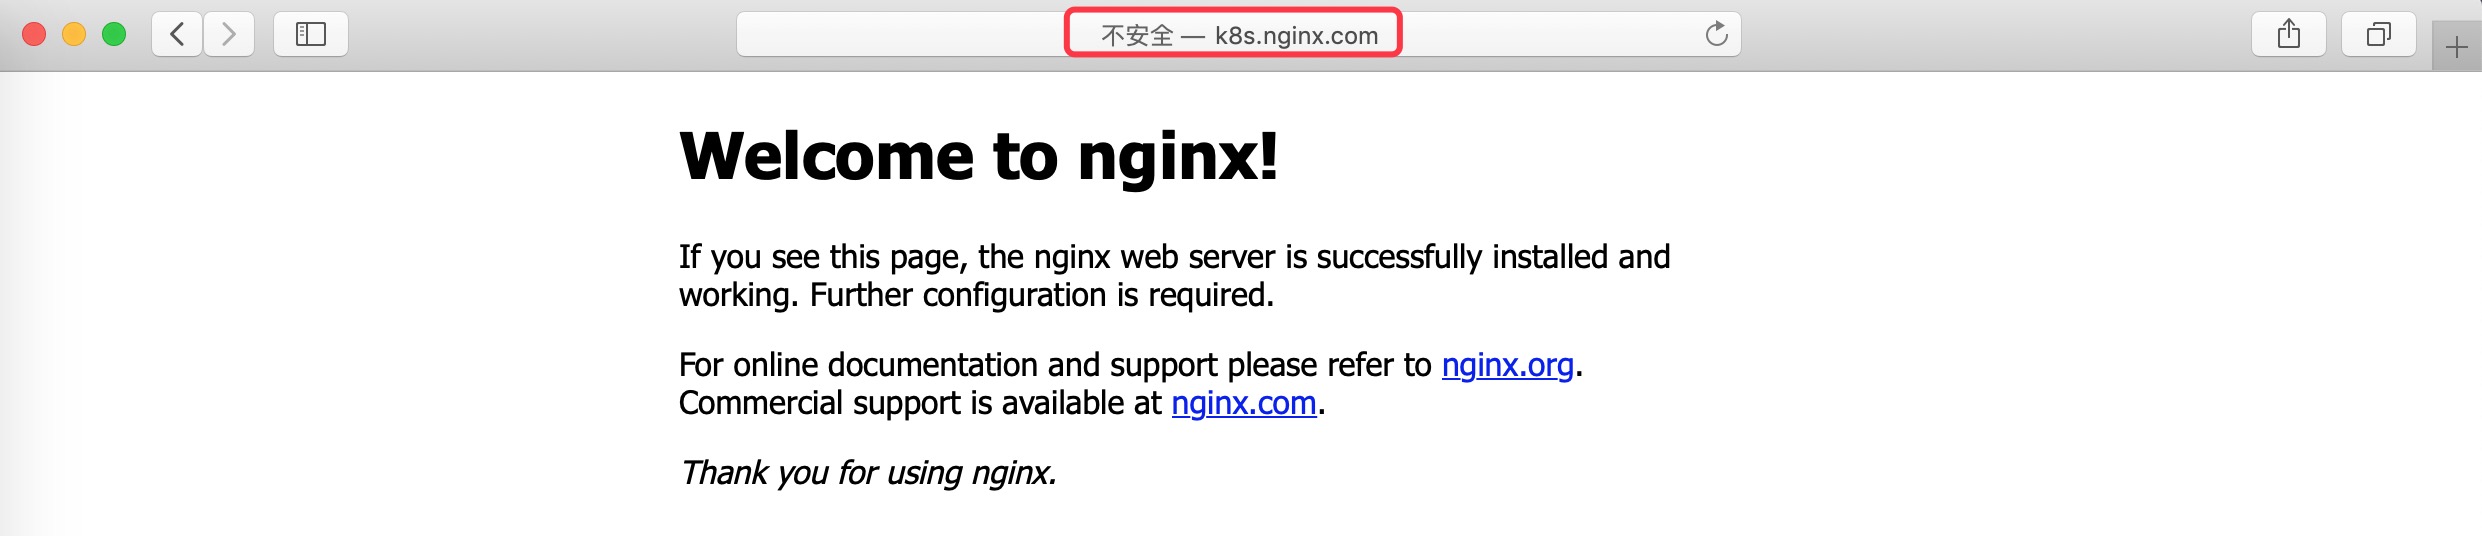 不安全 — k8s.nginx.com
Welcome to nginx!
If you see this page, the nginx web server is successfully installed and
working. Further configuration is required.
For online documentation and support please refer to nginx.org.
Commercial support is available at nginx.com.
Thank you for using nginx.